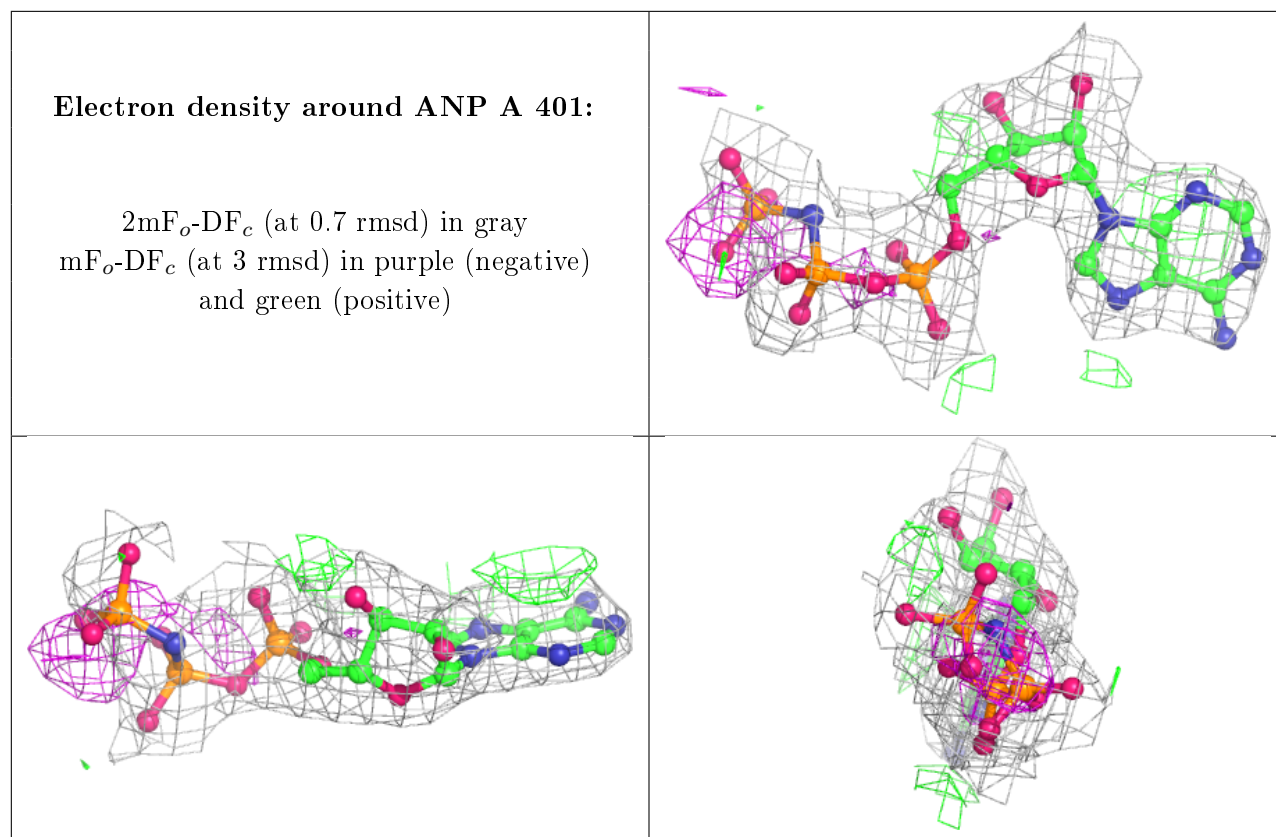 Electron density around ANP A 401:
2mFo-DFc (at 0.7 rmsd) in gray
mFo-DFc (at 3 rmsd) in purple (negative)
and green (positive)